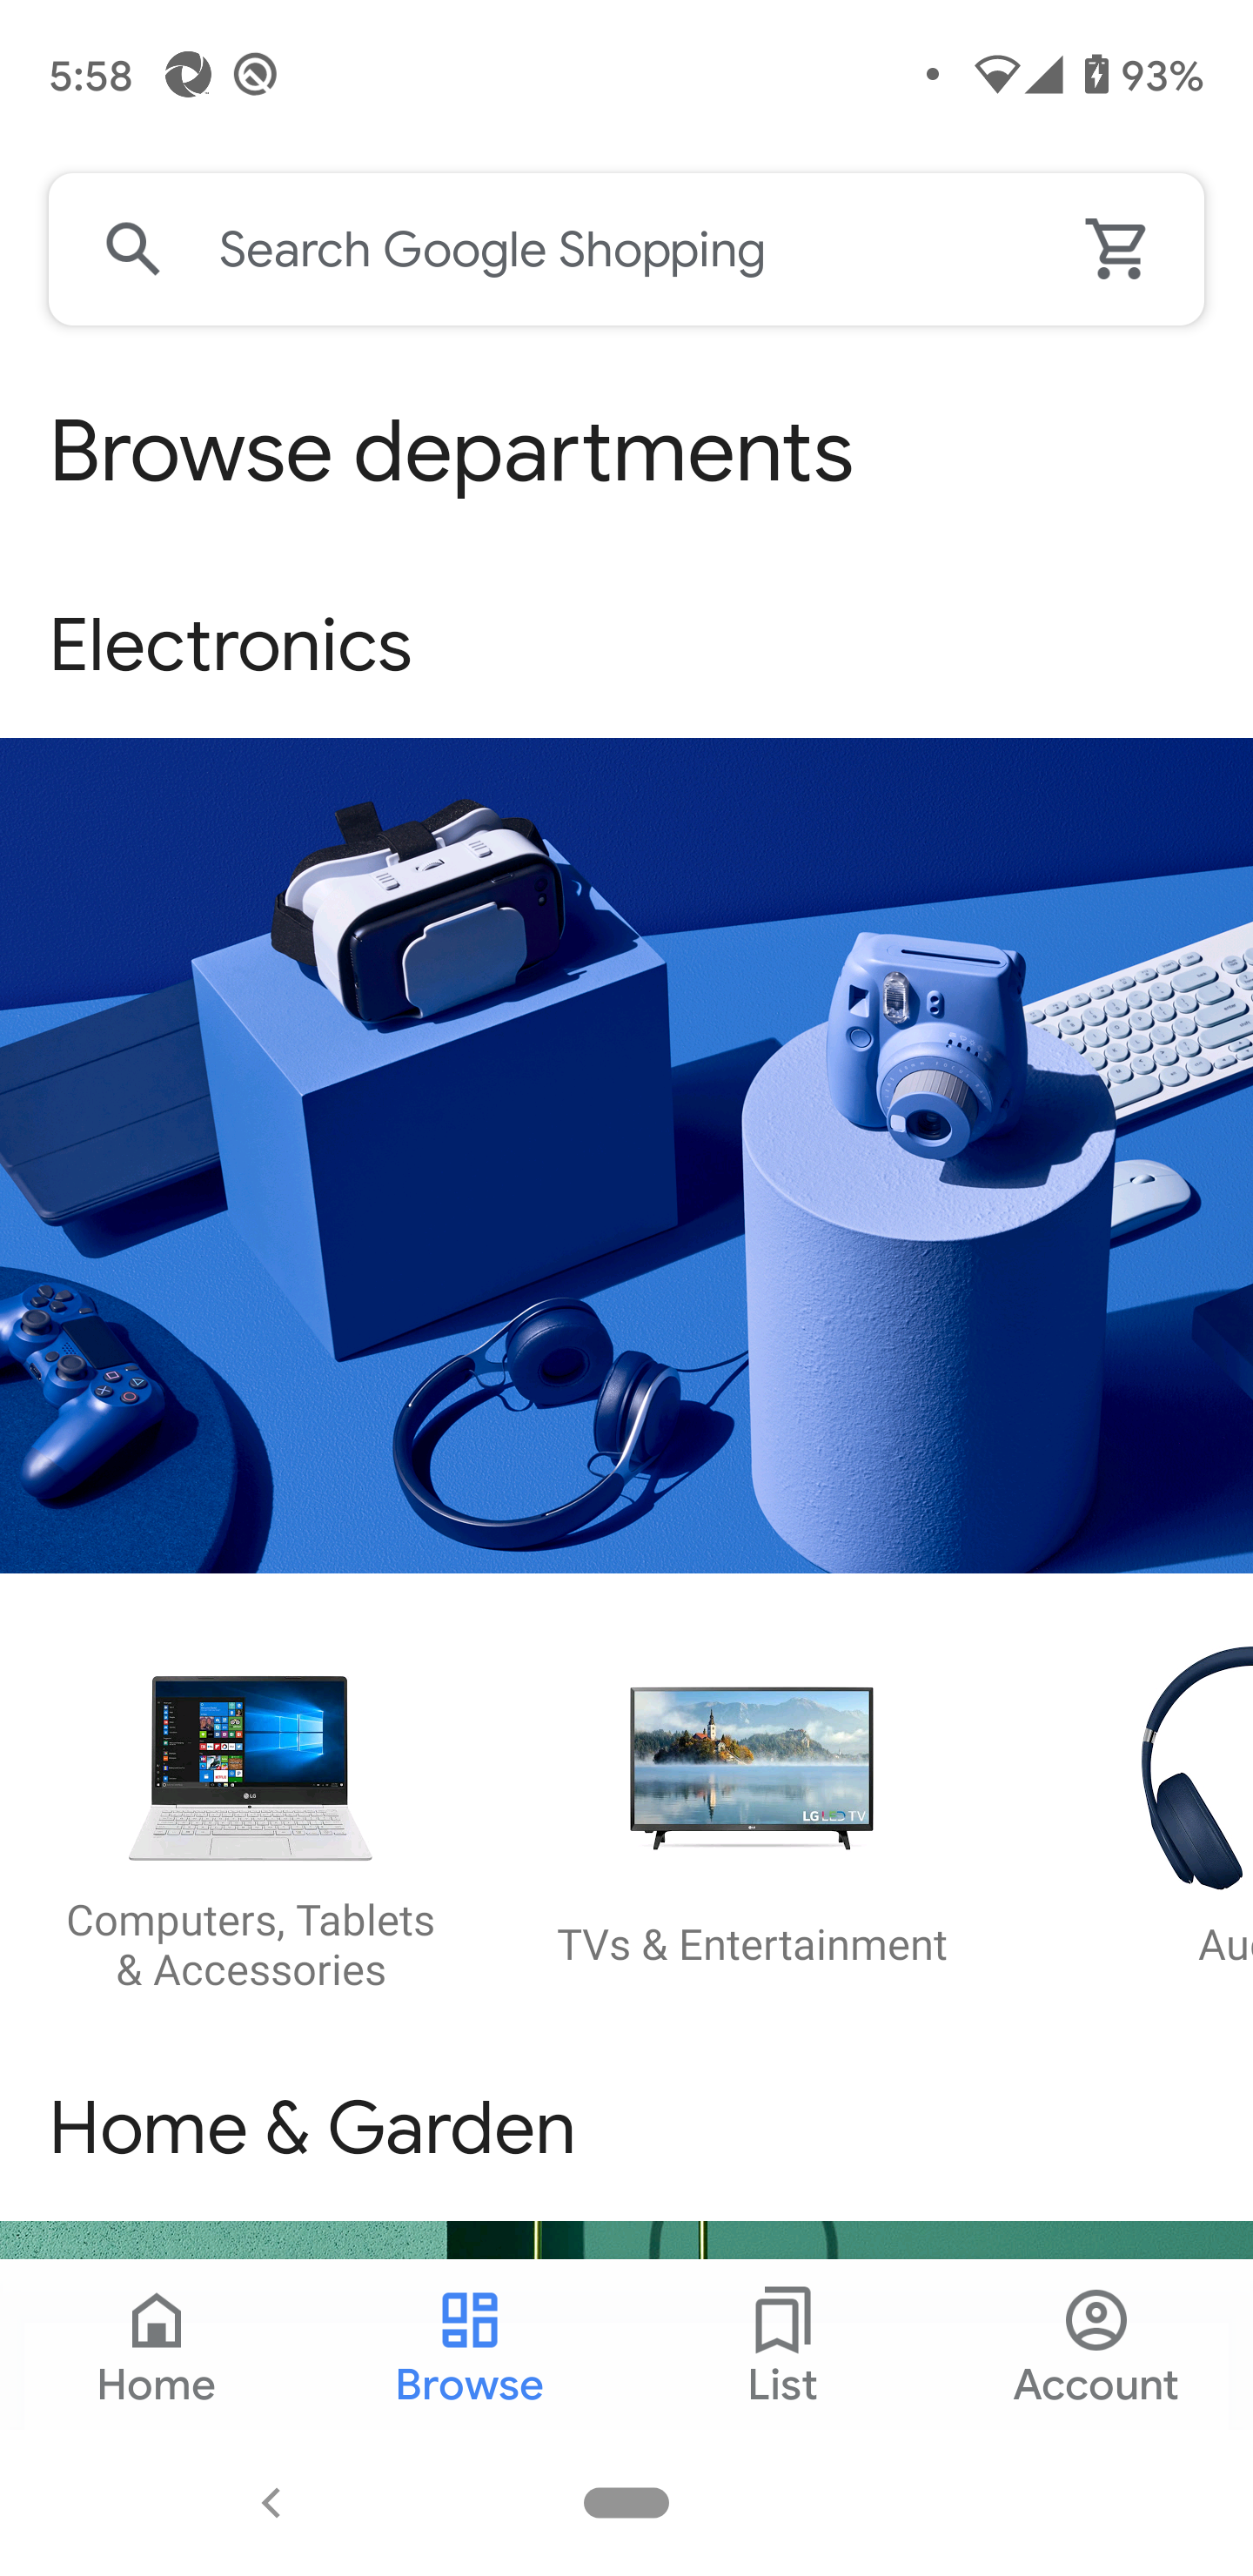 5:58
93%
Search Google Shopping
Browse departments
Electronics
LG
LG LED TV
Computers, Tablets
& Accessories
TVs & Entertainment
Home & Garden
Home
Browse
List
Account